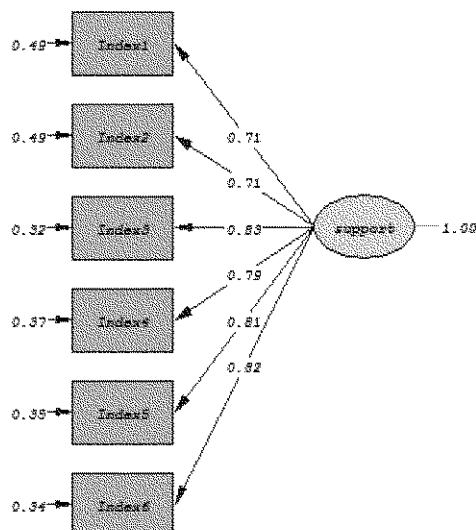 0.49
Index1
0.49
Index2
0.71
0.71
0.32
Index3
0.83
support
1.00
0.79
0.37
Index4
0.81
0.82
0.35
Index5
0.34
Index6